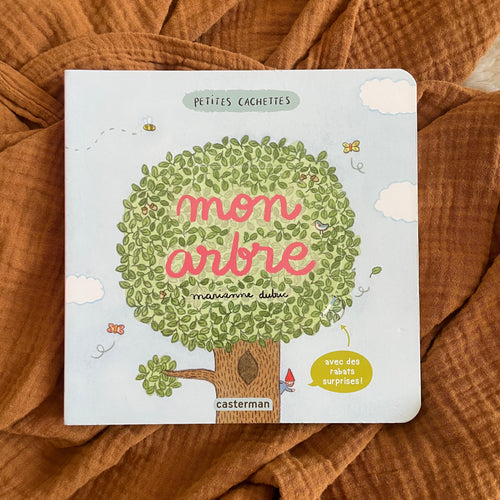 PETITES CACHETTES
mon
arbre
marianne dubuc
avec des
rabats
surprises!
casterman